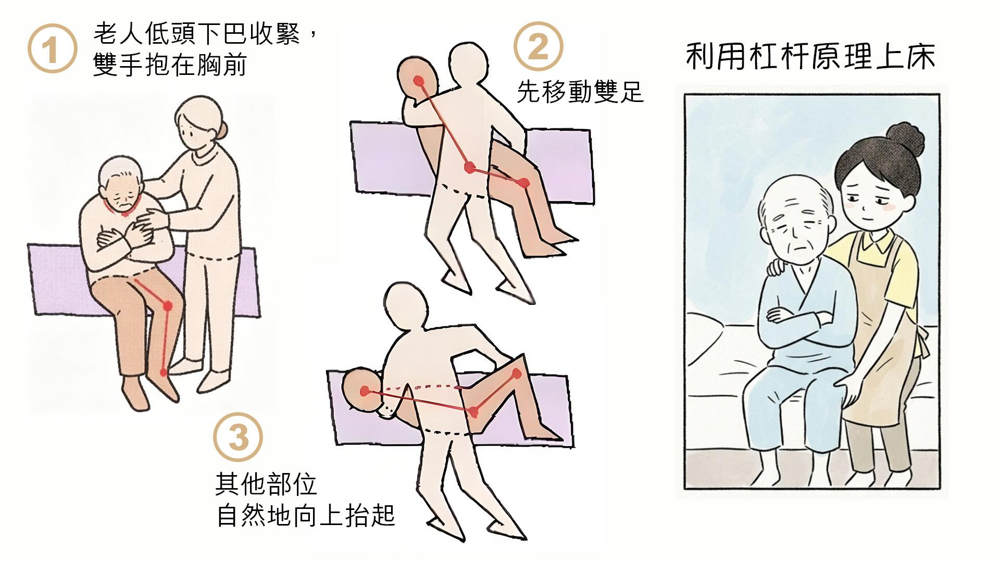 1
老人低頭下巴收緊，
雙手抱在胸前
2
先移動雙足
3
其他部位
自然地向上抬起
利用杠杆原理上床